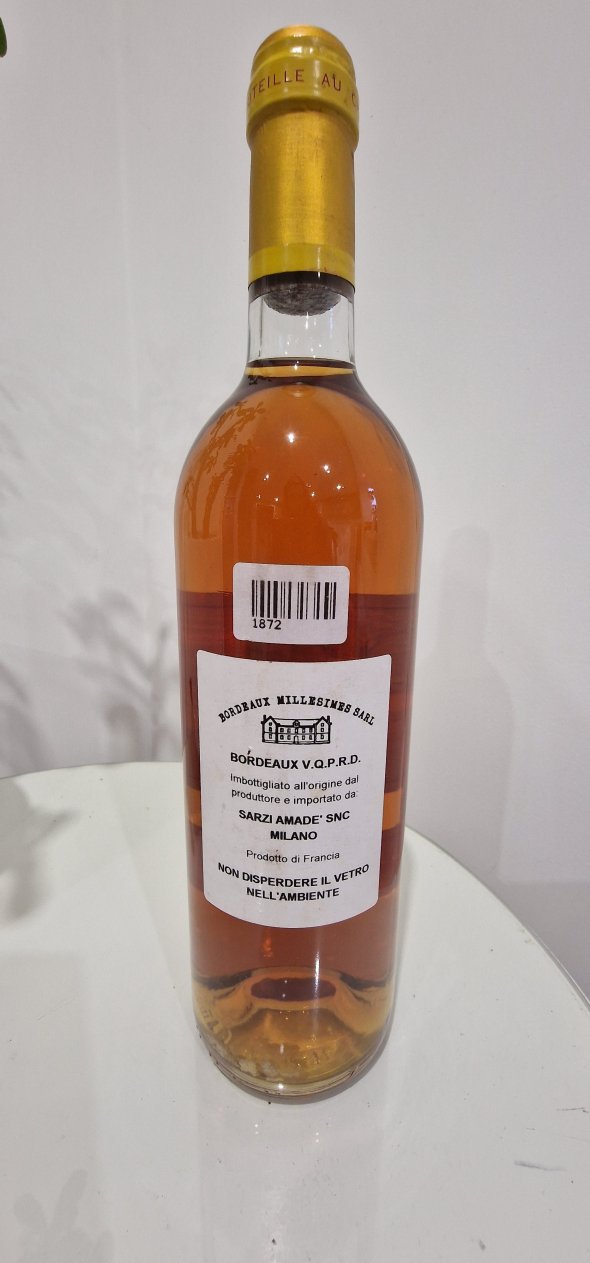 AU
1872
BORDEAUX MILLESIMES SARL
BORDEAUX V.Q.P.R.D.
Imbottigliato all'origine dal
produttore e importato da:
SARZI AMADE' SNC
MILANO
Prodotto di Francia
NON DISPERDERE IL VETRO
NELL'AMBIENTE